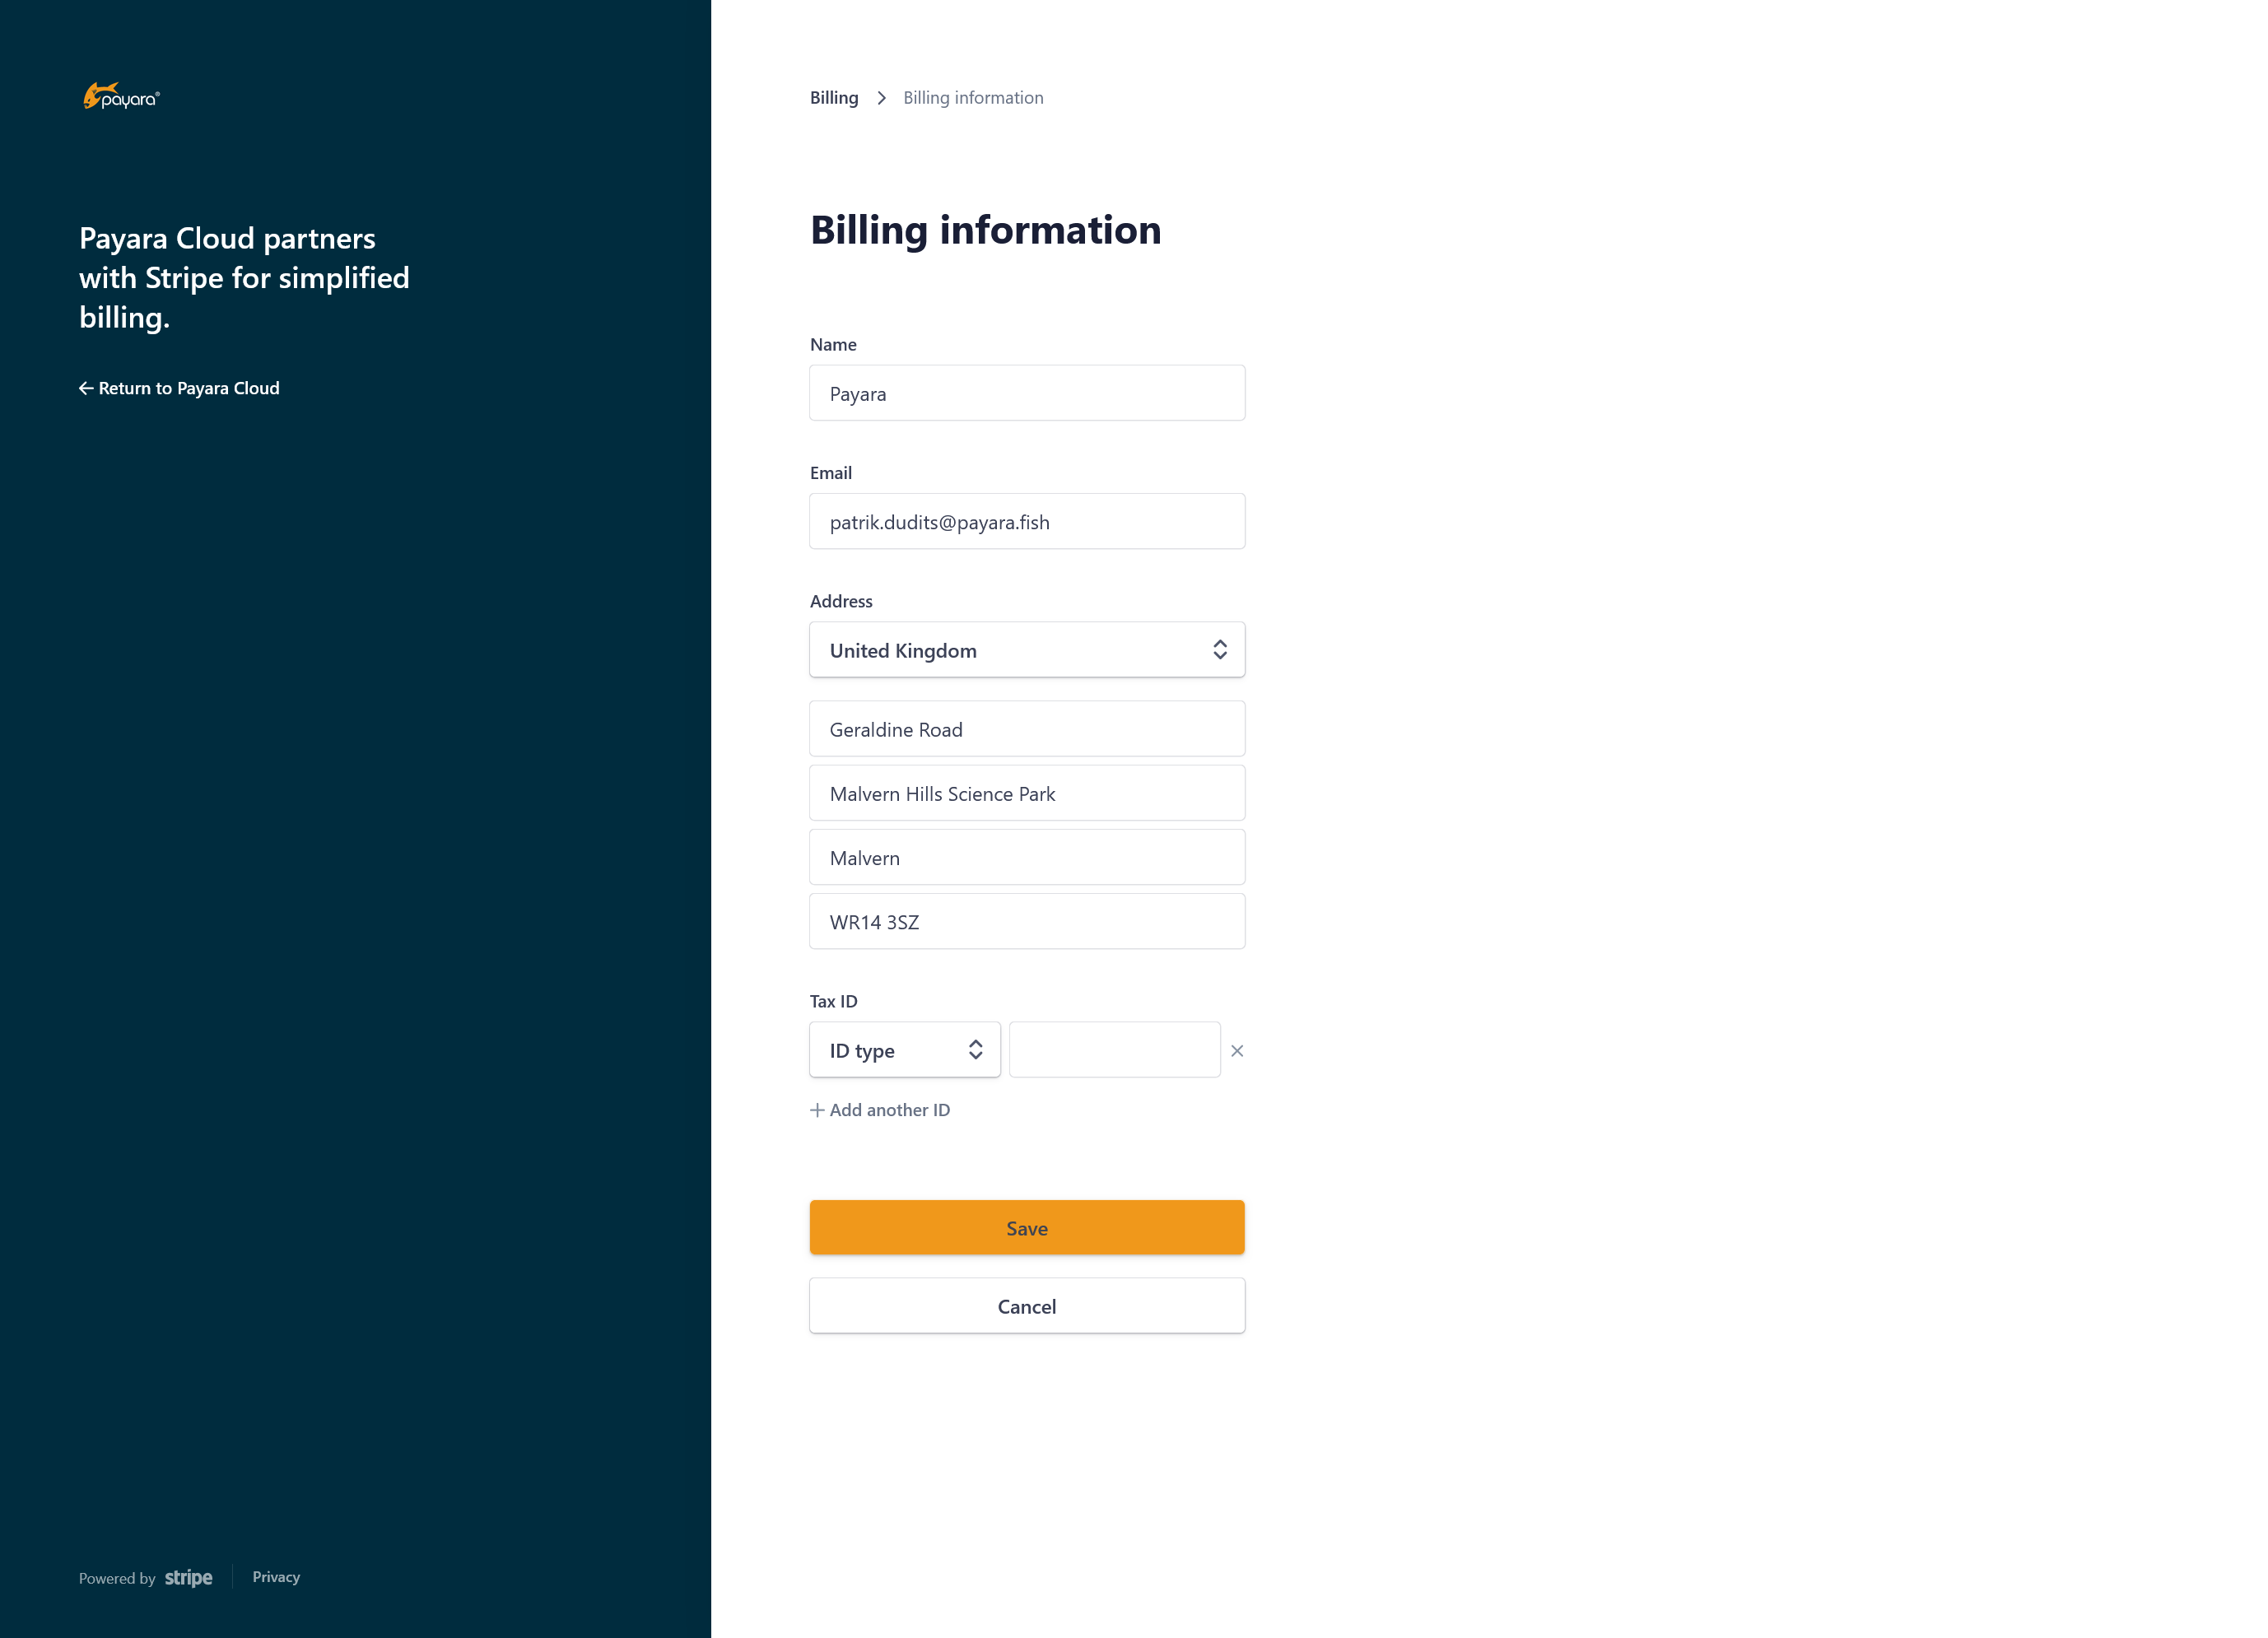 payara®
Payara Cloud partners
with Stripe for simplified
billing.
Return to Payara Cloud
Powered by stripe Privacy
Billing Billing information
Billing information
Name
Payara
Email
patrik.dudits@payara.fish
Address
United Kingdom
Geraldine Road
Malvern Hills Science Park
Malvern
WR14 3SZ
Tax ID
ID type
Add another ID
Save
Cancel